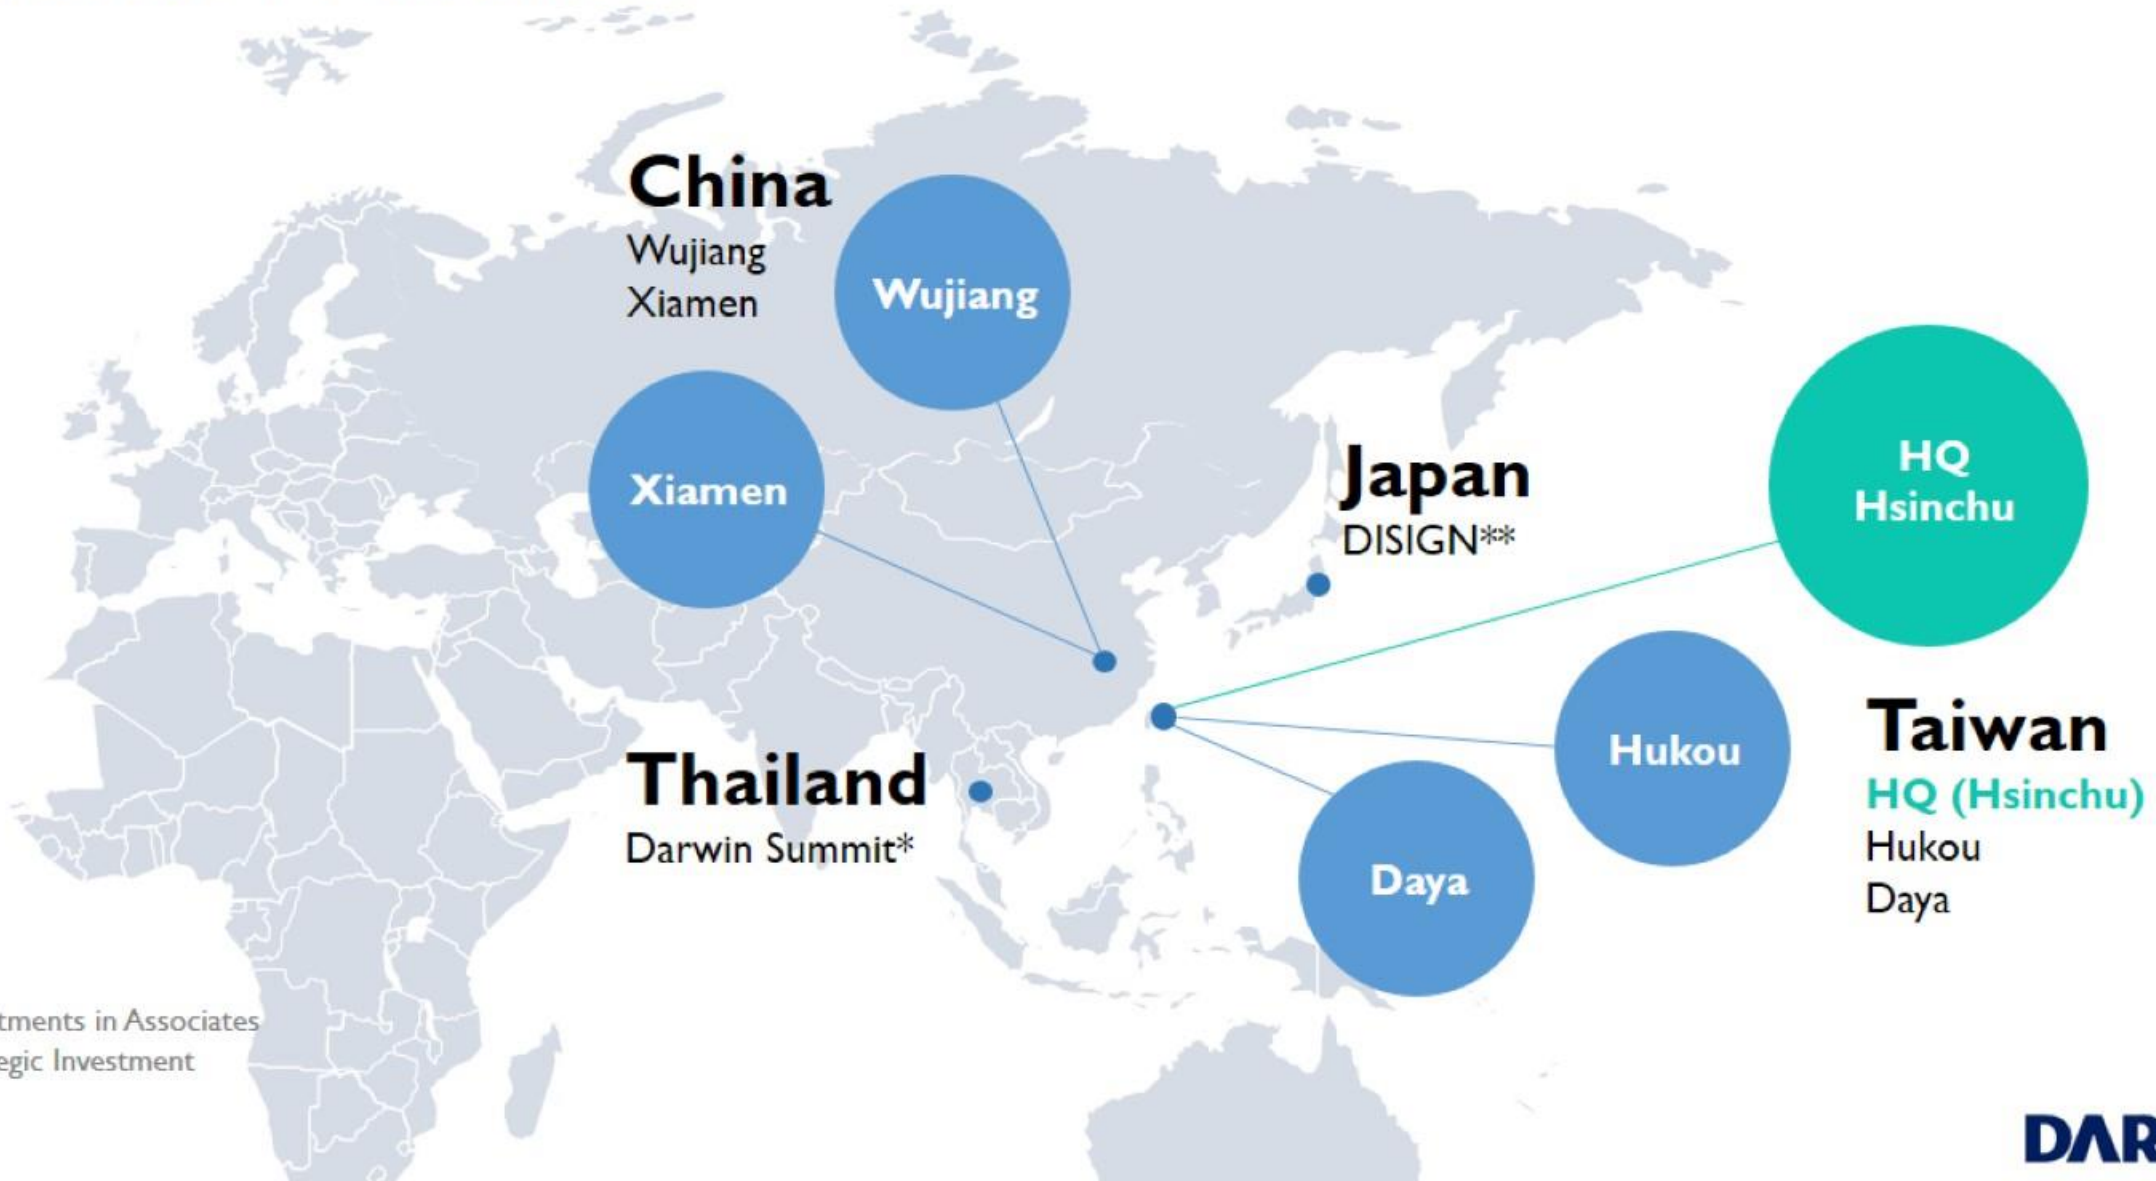 China
Wujiang
Xiamen
Wujiang
Xiamen
Japan
DISIGN**
HQ
Hsinchu
Hukou
Daya
Taiwan
HQ (Hsinchu)
Hukou
Daya
Thailand
Darwin Summit*
tments in Associates
egic Investment
DAR